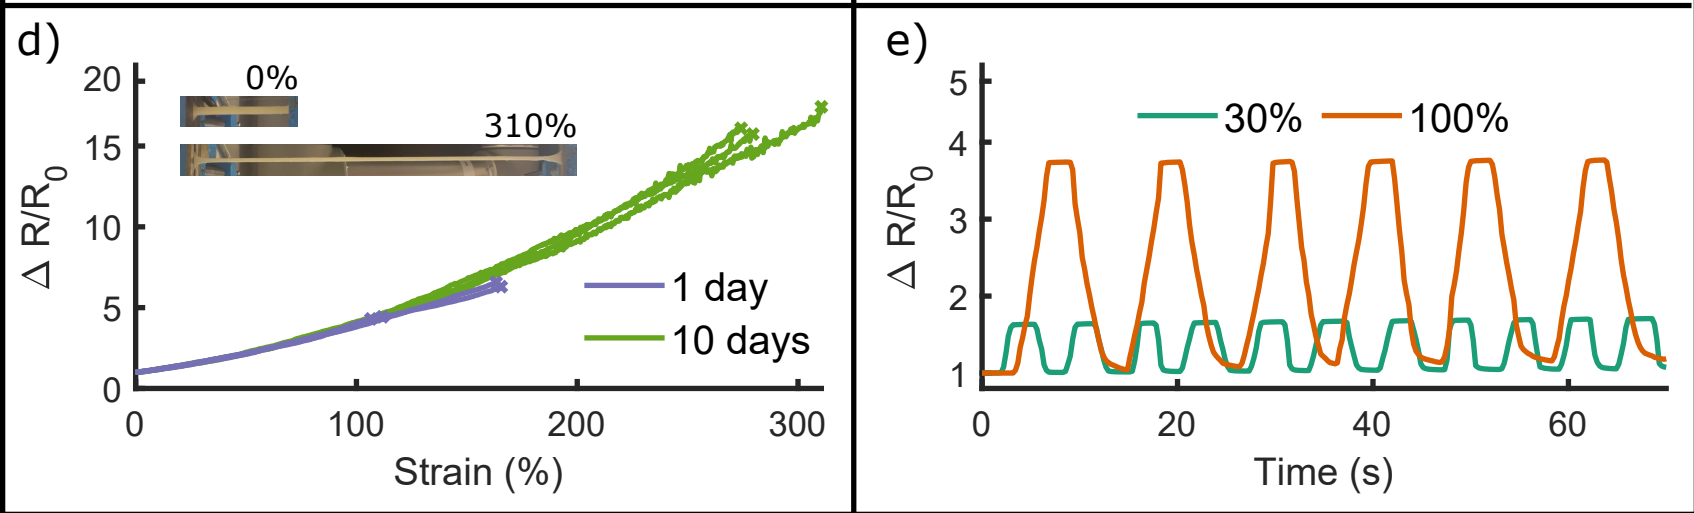 d)
20
15
10
5
0
0%
310%
1 day
10 days
0 100 200 300
Strain (%)
Δ R/R0
e)
5
4
3
2
1
30% 100%
0 20 40 60
Time (s)
Δ R/R0